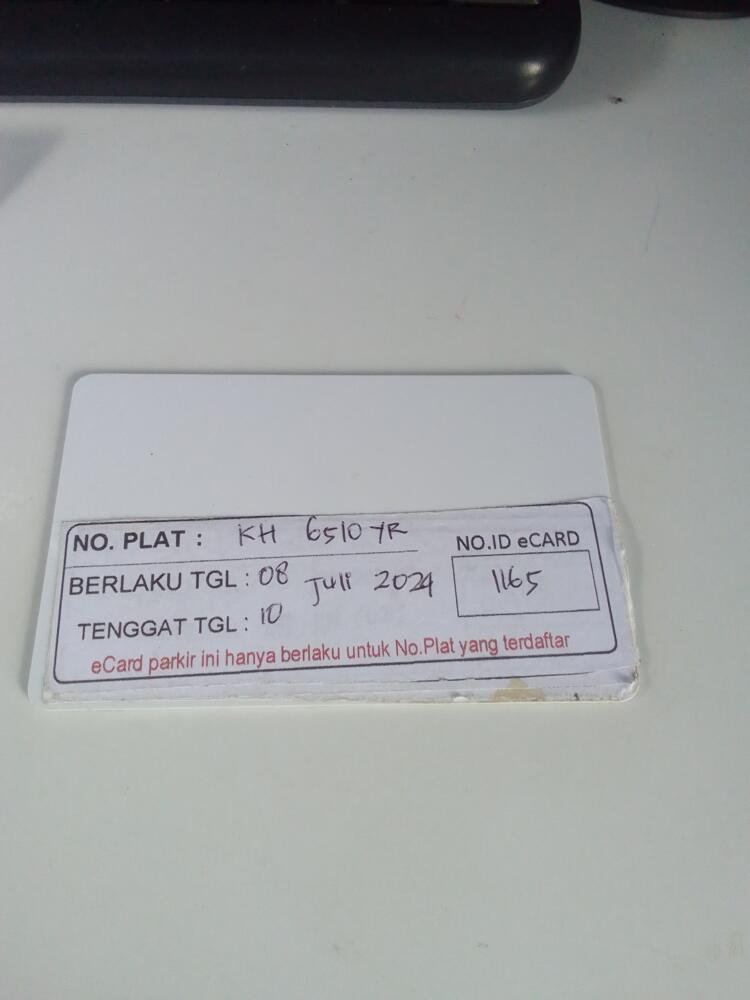 NO. PLAT : KH 6510 YR
NO.ID eCARD
BERLAKU TGL : 08 Juli 2024
1165
TENGGAT TGL : 10
eCard parkir ini hanya berlaku untuk No.Plat yang terdaftar